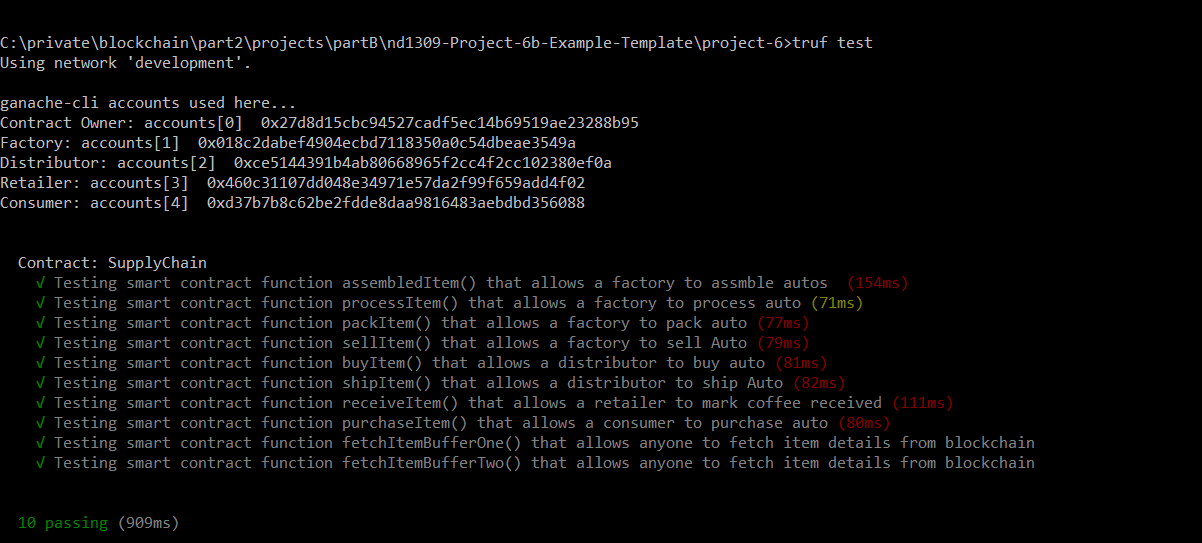 C:\private\blockchain\part2\projects\partB\nd1309-Project-6b-Example-Template\project-6>truf test
Using network 'development'.
ganache-cli accounts used here...
Contract Owner: accounts[0]  0x27d8d15cbc94527cadf5ec14b69519ae23288b95
Factory: accounts[1]  0x018c2dabef4904ecbd7118350a0c54dbeae3549a
Distributor: accounts[2]  0xce5144391b4ab80668965f2cc4f2cc102380ef0a
Retailer: accounts[3]  0x460c31107dd048e34971e57da2f99f659add4f02
Consumer: accounts[4]  0xd37b7b8c62be2fdde8daa9816483aebdbd356088
Contract: SupplyChain
√ Testing smart contract function assembledItem() that allows a factory to assmble autos  (154ms)
√ Testing smart contract function processItem() that allows a factory to process auto (71ms)
√ Testing smart contract function packItem() that allows a factory to pack auto (77ms)
√ Testing smart contract function sellItem() that allows a factory to sell Auto (79ms)
√ Testing smart contract function buyItem() that allows a distributor to buy auto (81ms)
√ Testing smart contract function shipItem() that allows a distributor to ship Auto (82ms)
√ Testing smart contract function receiveItem() that allows a retailer to mark coffee received (111ms)
√ Testing smart contract function purchaseItem() that allows a consumer to purchase auto (80ms)
√ Testing smart contract function fetchItemBufferOne() that allows anyone to fetch item details from blockchain
√ Testing smart contract function fetchItemBufferTwo() that allows anyone to fetch item details from blockchain
10 passing (909ms)